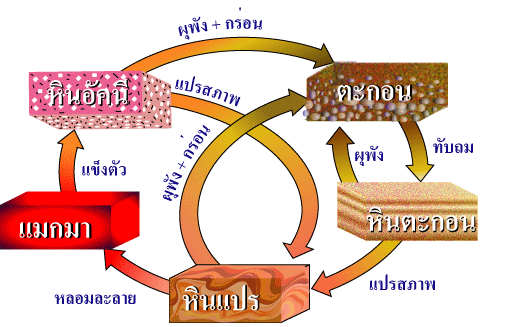 ผุพัง + กร่อน
หินอัคนี
แปรสภาพ
ตะกอน
ผุพัง + กร่อน
ผุพัง
ทับถม
แข็งตัว
แมกมา
หินตะกอน
หลอมละลาย
หินแปร
แปรสภาพ